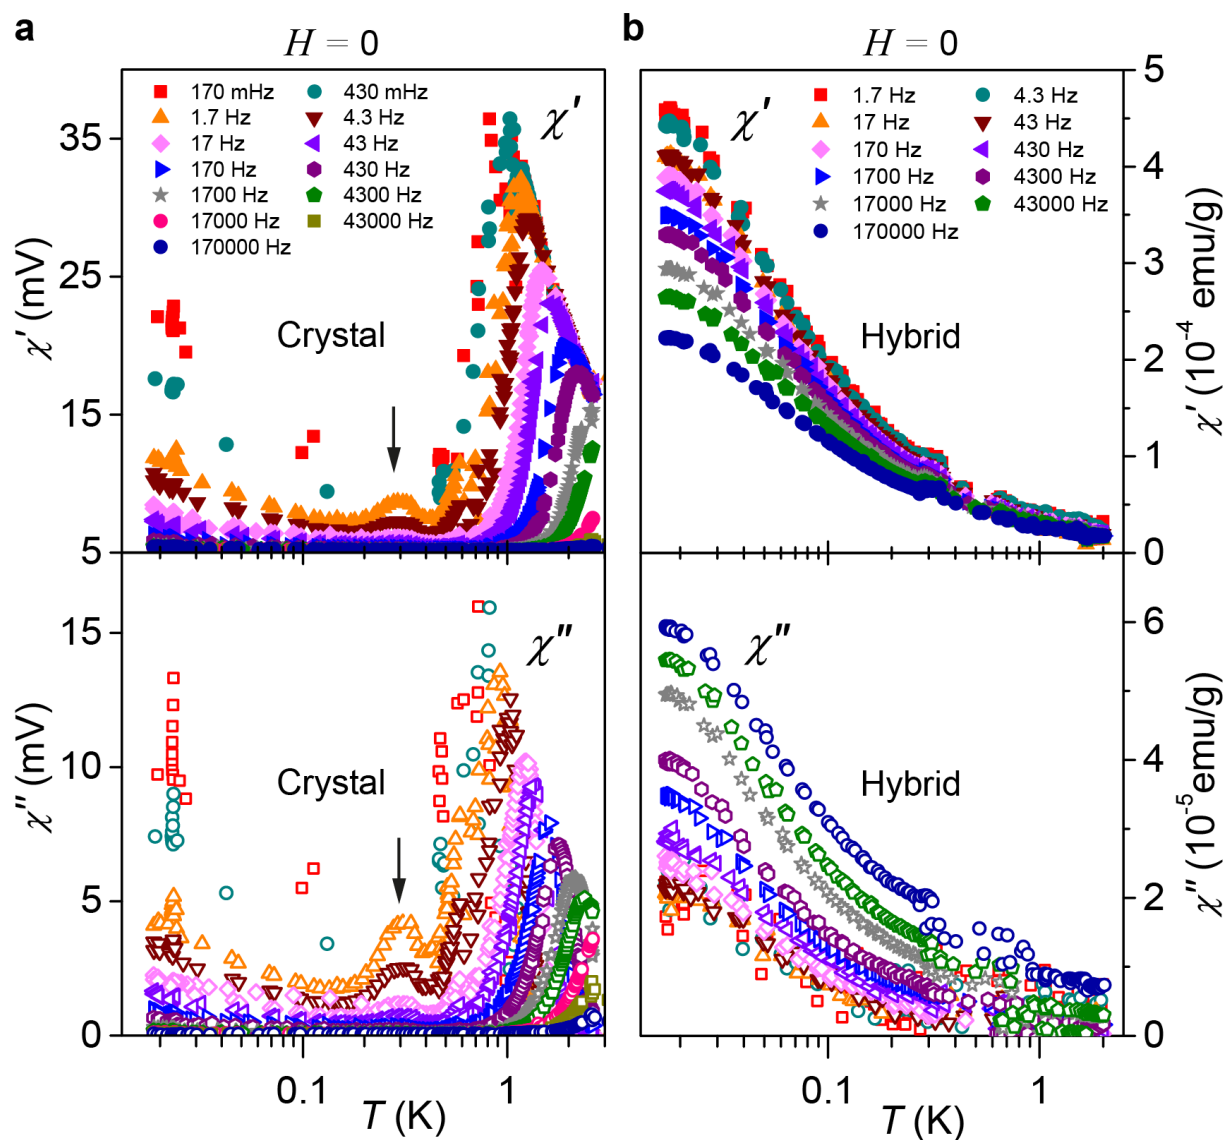 a
H = 0
170 mHz 430 mHz
1.7 Hz 4.3 Hz
17 Hz 43 Hz
170 Hz 430 Hz
1700 Hz 4300 Hz
17000 Hz 43000 Hz
170000 Hz
χ′
35
25
15
5
χ′ (mV)
Crystal
χ″
15
10
5
0
χ″ (mV)
Crystal
0.1 1
T (K)
b
H = 0
χ′
1.7 Hz 4.3 Hz
17 Hz 43 Hz
170 Hz 430 Hz
1700 Hz 4300 Hz
17000 Hz 43000 Hz
170000 Hz
Hybrid
5
4
3
2
1
0
χ′ (10⁻⁴ emu/g)
χ″
Hybrid
6
4
2
0
χ″ (10⁻⁵emu/g)
0.1 1
T (K)